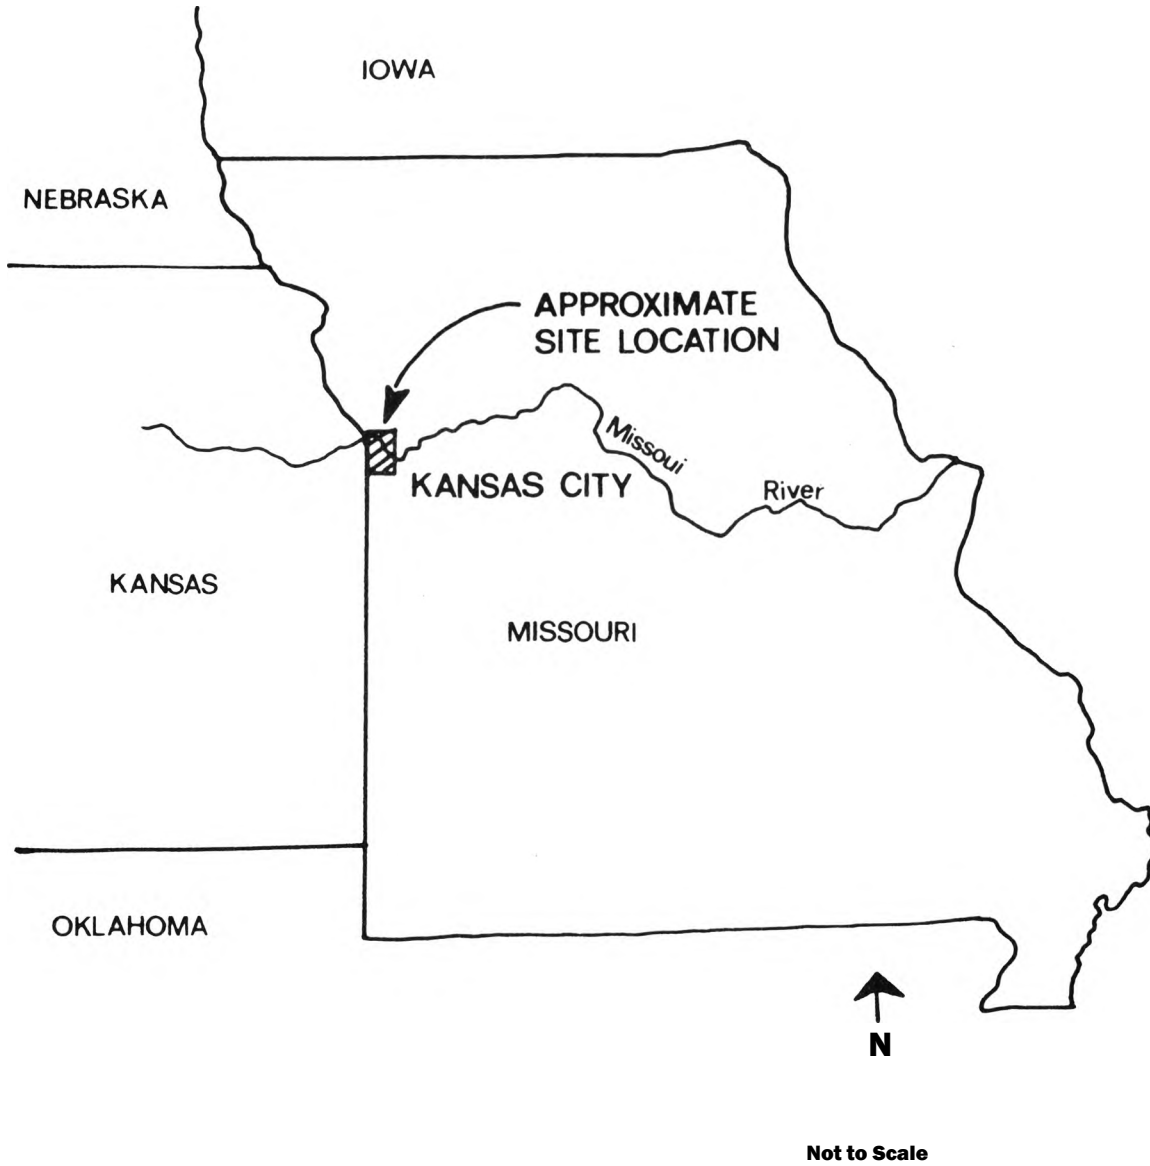 IOWA
NEBRASKA
APPROXIMATE
SITE LOCATION
Missoui
River
KANSAS CITY
KANSAS
MISSOURI
OKLAHOMA
N
Not to Scale